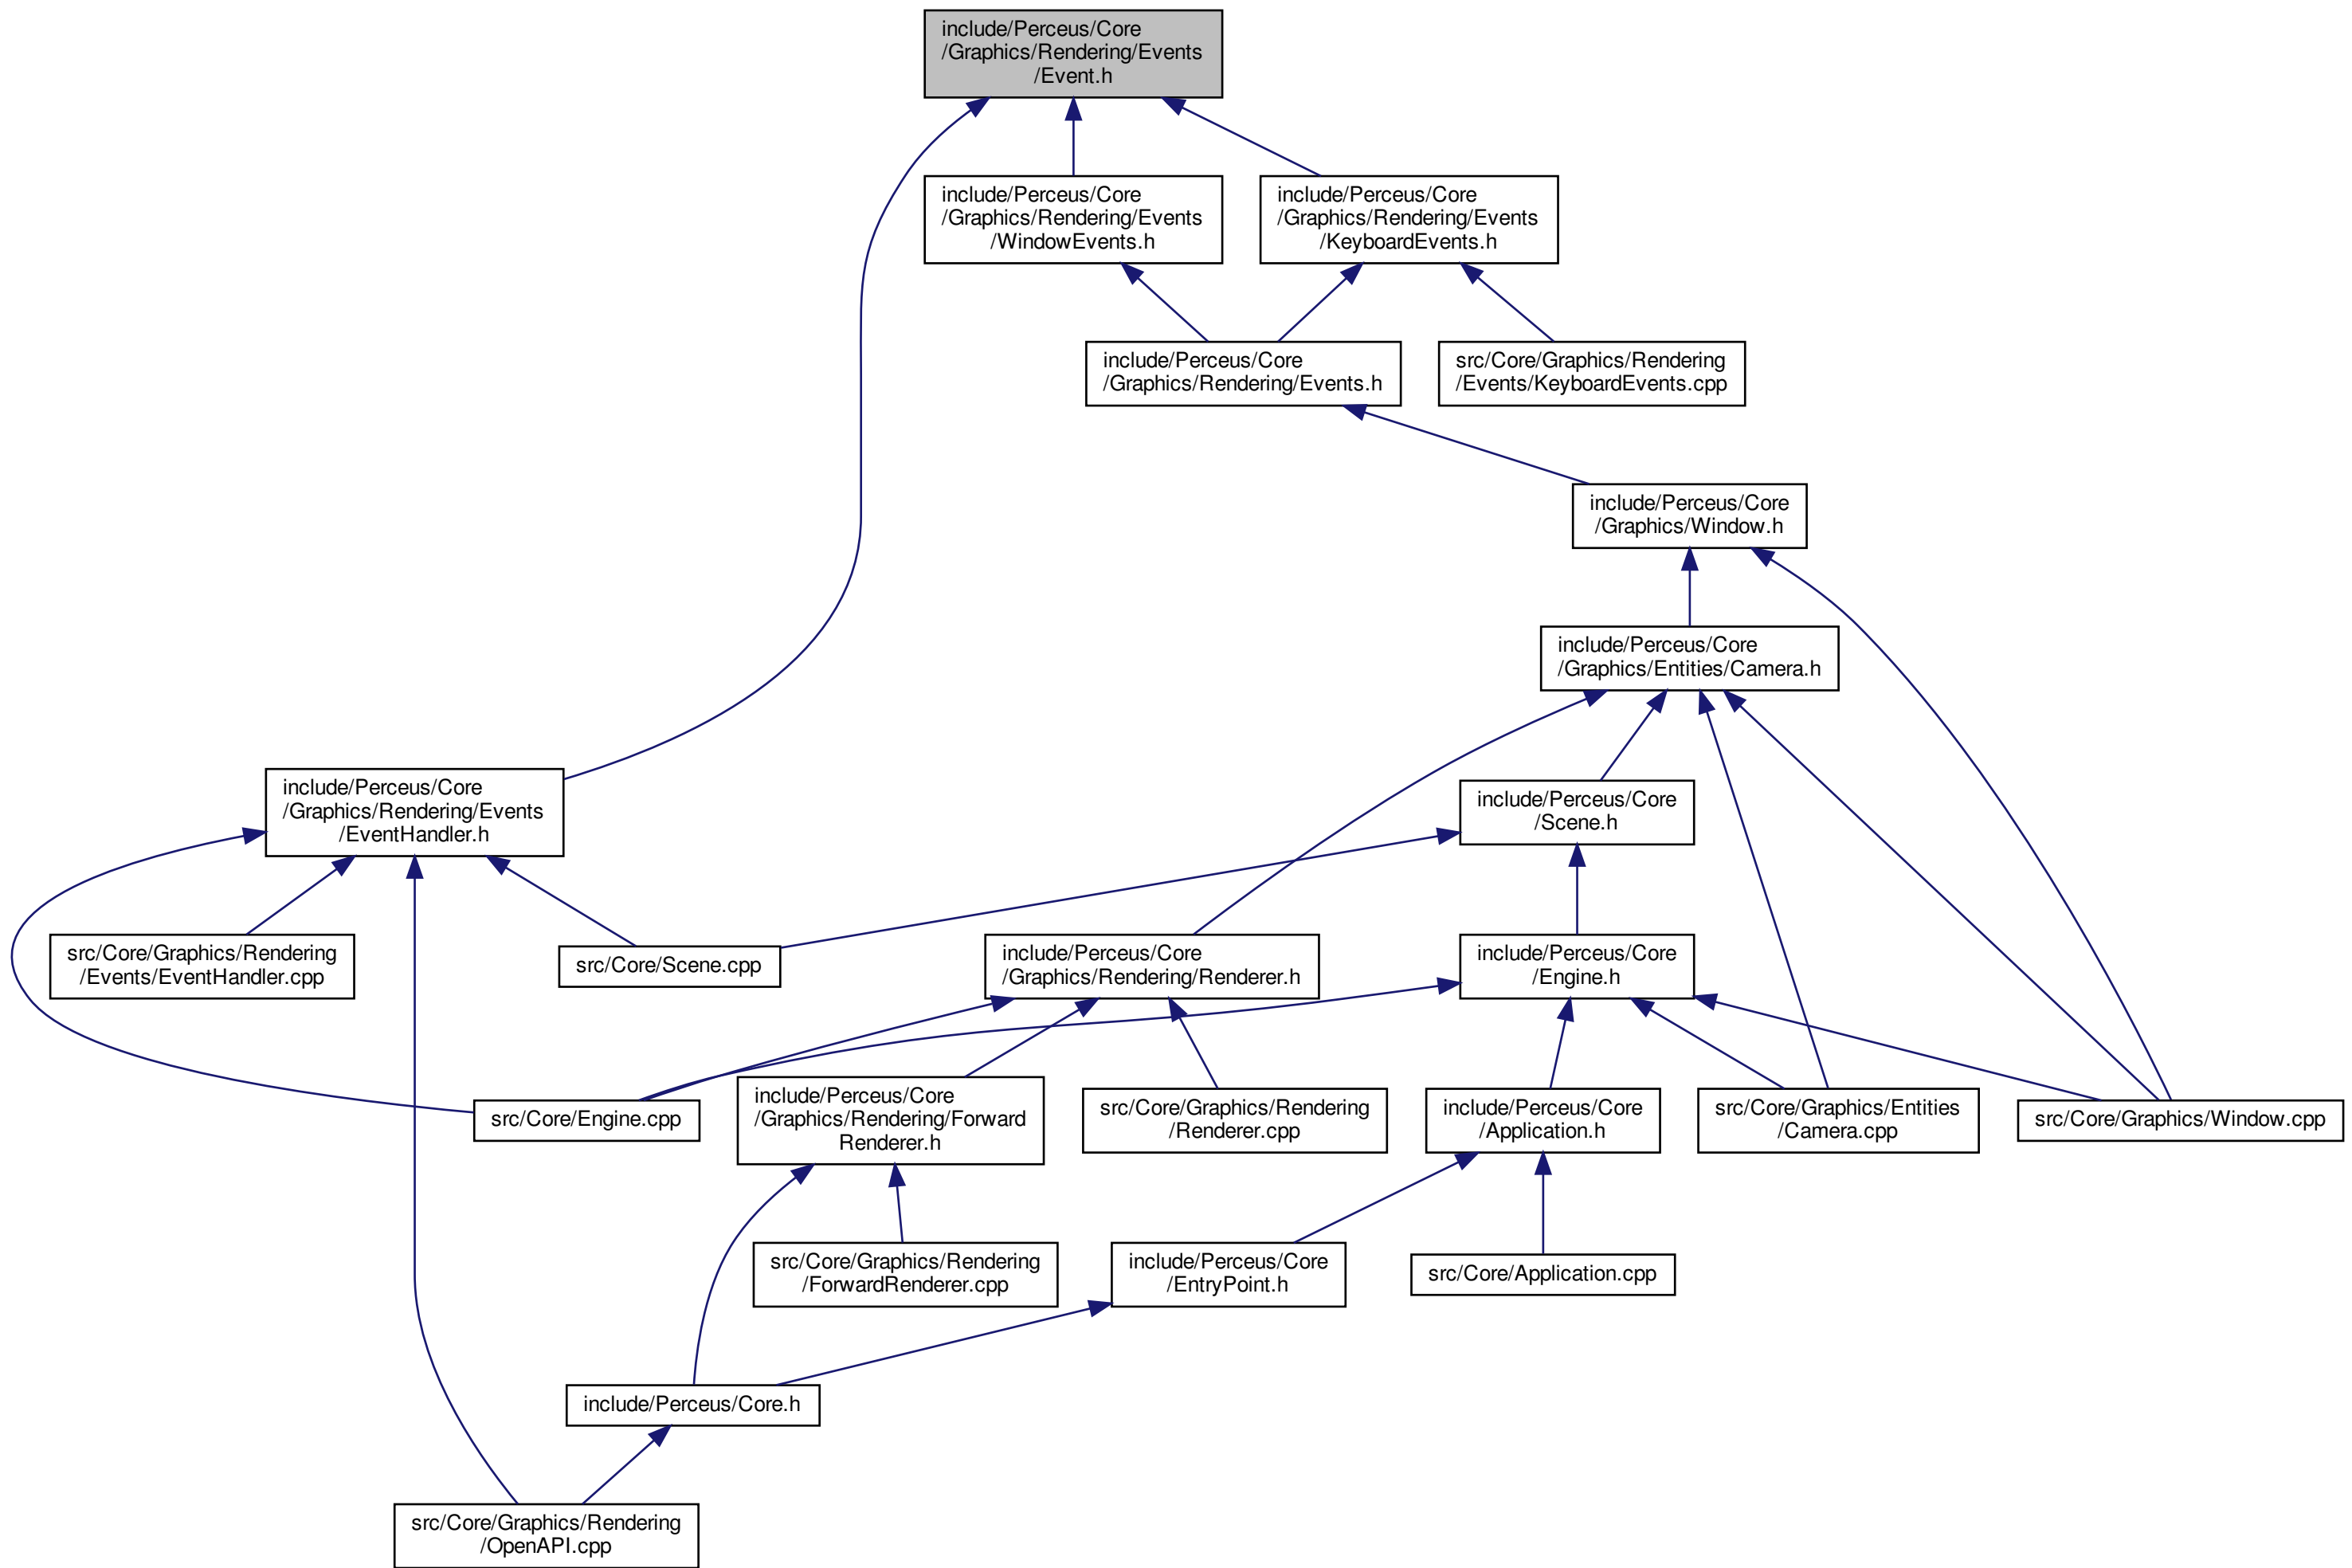 include/Perceus/Core
/Graphics/Rendering/Events
/Event.h
include/Perceus/Core
/Graphics/Rendering/Events
/WindowEvents.h
include/Perceus/Core
/Graphics/Rendering/Events
/KeyboardEvents.h
include/Perceus/Core
/Graphics/Rendering/Events.h
src/Core/Graphics/Rendering
/Events/KeyboardEvents.cpp
include/Perceus/Core
/Graphics/Window.h
include/Perceus/Core
/Graphics/Entities/Camera.h
include/Perceus/Core
/Graphics/Rendering/Events
/EventHandler.h
include/Perceus/Core
/Scene.h
src/Core/Graphics/Rendering
/Events/EventHandler.cpp
src/Core/Scene.cpp
include/Perceus/Core
/Graphics/Rendering/Renderer.h
include/Perceus/Core
/Engine.h
src/Core/Engine.cpp
include/Perceus/Core
/Graphics/Rendering/Forward
Renderer.h
src/Core/Graphics/Rendering
/Renderer.cpp
include/Perceus/Core
/Application.h
src/Core/Graphics/Entities
/Camera.cpp
src/Core/Graphics/Window.cpp
src/Core/Graphics/Rendering
/ForwardRenderer.cpp
include/Perceus/Core
/EntryPoint.h
src/Core/Application.cpp
include/Perceus/Core.h
src/Core/Graphics/Rendering
/OpenAPI.cpp